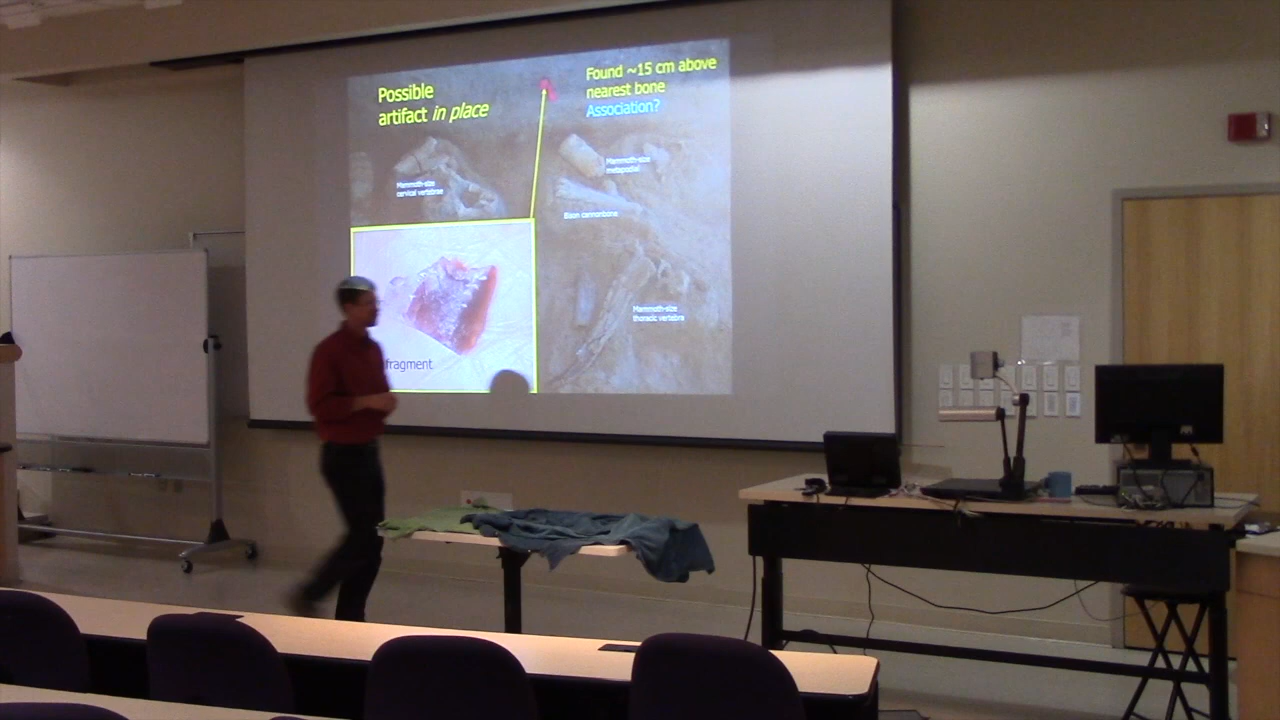 Possible
artifact in place
Found ~15 cm above
nearest bone
Association?
Mammoth-size
cervical vertebrae
Mammoth-size
metapodial
Bison cannonbone
Mammoth-size
thoracic vertebra
fragment